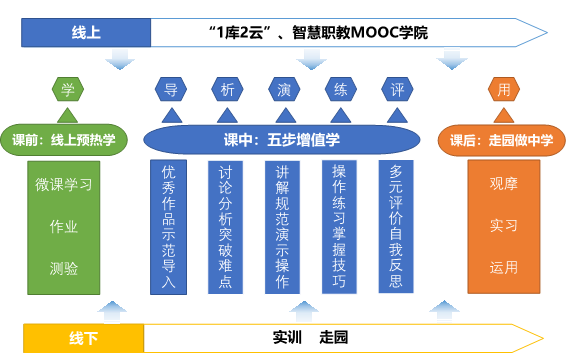 线上
“1库2云”、智慧职教MOOC学院
学
导
析
演
练
评
用
课前：线上预热学
课中：五步增值学
课后：走园做中学
微课学习
作业
测验
优秀作品示范导入
讨论分析突破难点
讲解规范演示操作
操作练习掌握技巧
多元评价自我反思
观摩
实习
运用
线下
实训 走园